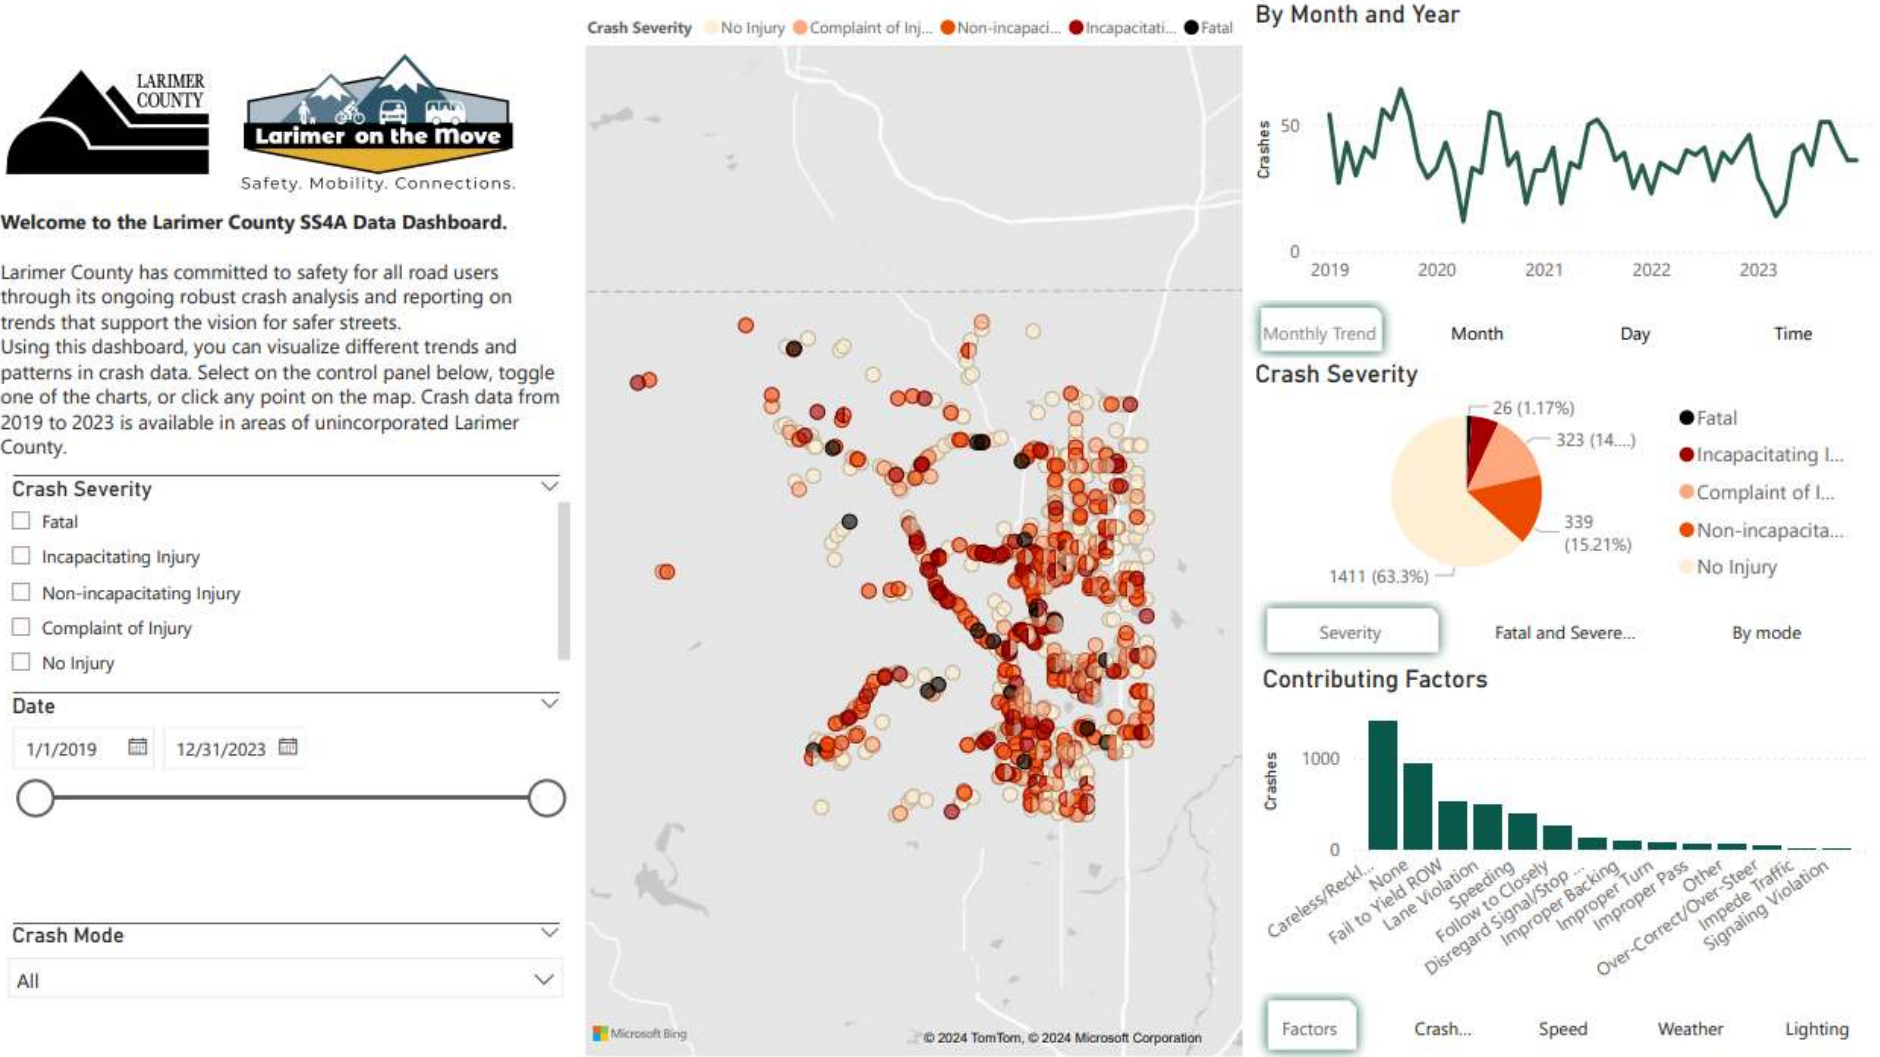 LARIMER
COUNTY
Larimer on the Move
Safety. Mobility. Connections.
Welcome to the Larimer County SS4A Data Dashboard.
Larimer County has committed to safety for all road users
through its ongoing robust crash analysis and reporting on
trends that support the vision for safer streets.
Using this dashboard, you can visualize different trends and
patterns in crash data. Select on the control panel below, toggle
one of the charts, or click any point on the map. Crash data from
2019 to 2023 is available in areas of unincorporated Larimer
County.
Crash Severity
Fatal
Incapacitating Injury
Non-incapacitating Injury
Complaint of Injury
No Injury
Date
1/1/2019 12/31/2023
Crash Mode
All
Crash Severity No Injury Complaint of Inj... Non-incapaci... Incapacitati... Fatal
Microsoft Bing
© 2024 TomTom, © 2024 Microsoft Corporation
By Month and Year
Crashes
50
0
2019 2020 2021 2022 2023
Monthly Trend Month Day Time
Crash Severity
26 (1.17%)
323 (14....)
339
(15.21%)
1411 (63.3%)
Fatal
Incapacitating I...
Complaint of I...
Non-incapacita...
No Injury
Severity Fatal and Severe... By mode
Contributing Factors
Crashes
1000
0
Careless/Reckl...
None
Fail to Yield ROW
Lane Violation
Speeding
Follow to Closely
Disregard Signal/Stop ...
Improper Backing
Improper Turn
Improper Pass
Other
Over-Correct/Over-Steer
Impede Traffic
Signaling Violation
Factors Crash... Speed Weather Lighting